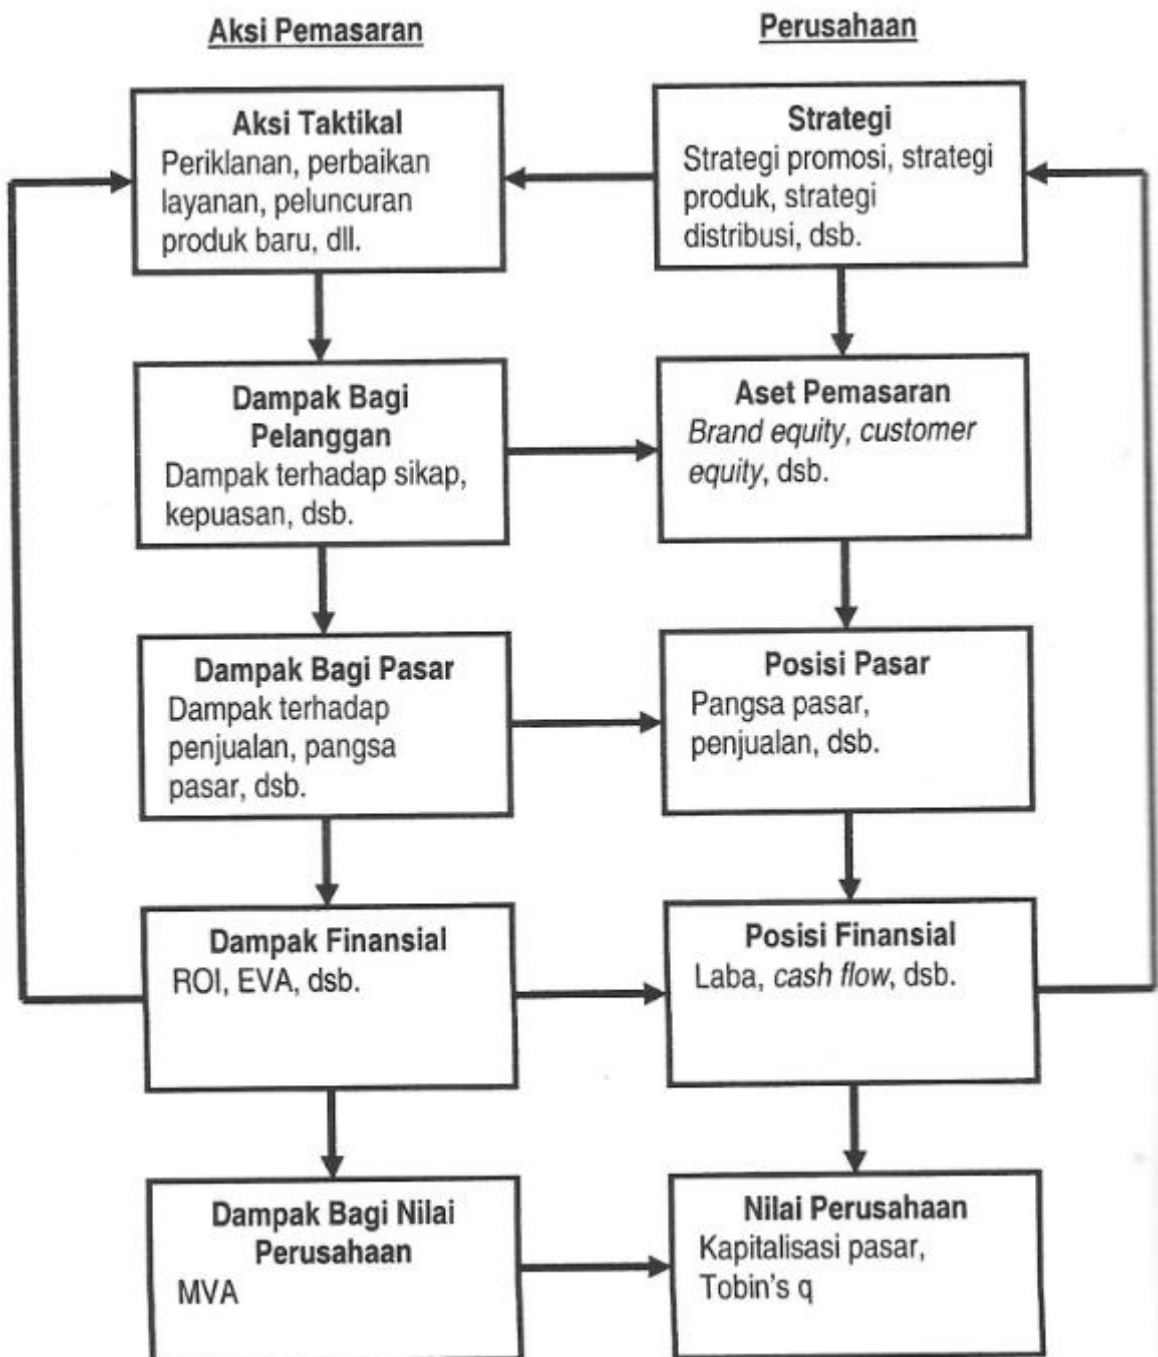 Aksi Pemasaran
Perusahaan
Aksi Taktikal
Periklanan, perbaikan
layanan, peluncuran
produk baru, dll.
Strategi
Strategi promosi, strategi
produk, strategi
distribusi, dsb.
Dampak Bagi
Pelanggan
Dampak terhadap sikap,
kepuasan, dsb.
Aset Pemasaran
Brand equity, customer
equity, dsb.
Dampak Bagi Pasar
Dampak terhadap
penjualan, pangsa
pasar, dsb.
Posisi Pasar
Pangsa pasar,
penjualan, dsb.
Dampak Finansial
ROI, EVA, dsb.
Posisi Finansial
Laba, cash flow, dsb.
Dampak Bagi Nilai
Perusahaan
MVA
Nilai Perusahaan
Kapitalisasi pasar,
Tobin's q